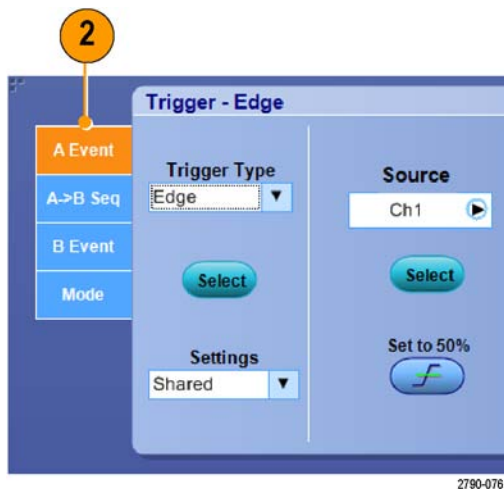 2
Trigger - Edge
A Event
A->B Seq
B Event
Mode
Trigger Type
Edge
Select
Settings
Shared
Source
Ch1
Select
Set to 50%
2790-076